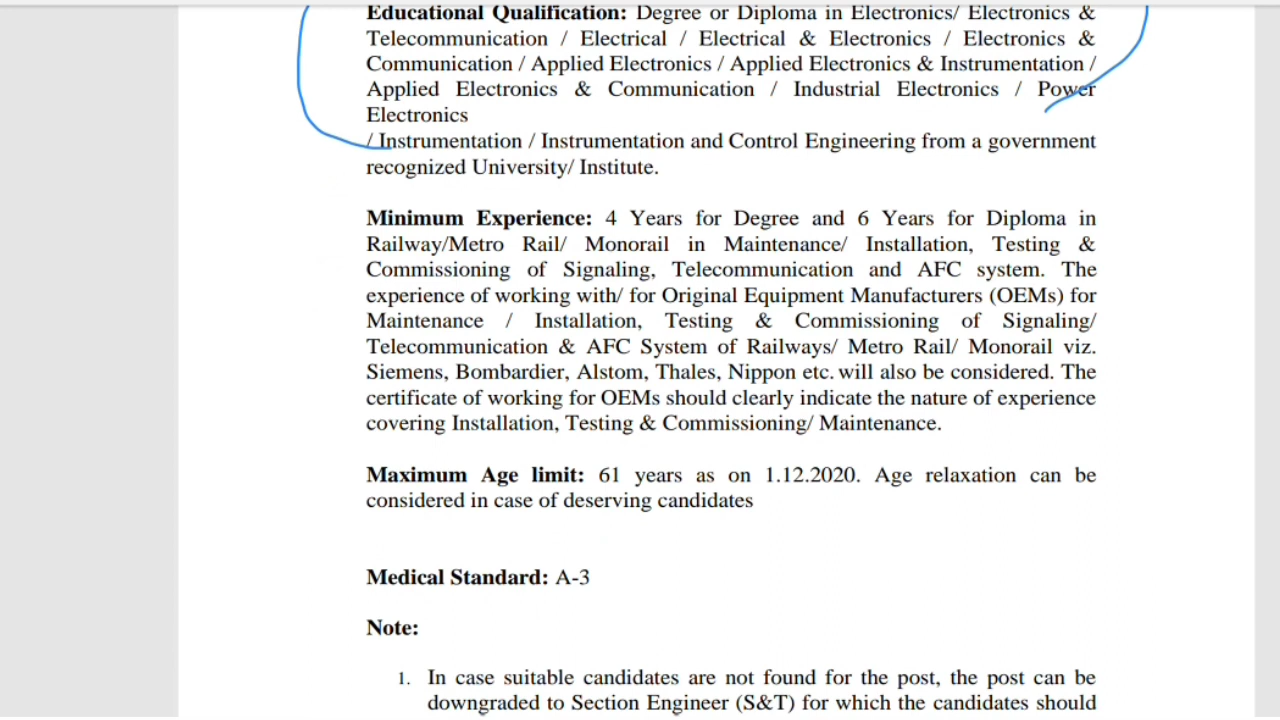 Educational Qualification: Degree or Diploma in Electronics/ Electronics &
Telecommunication / Electrical / Electrical & Electronics / Electronics &
Communication / Applied Electronics / Applied Electronics & Instrumentation /
Applied Electronics & Communication / Industrial Electronics / Power
Electronics
/ Instrumentation / Instrumentation and Control Engineering from a government
recognized University/ Institute.
Minimum Experience: 4 Years for Degree and 6 Years for Diploma in
Railway/Metro Rail/ Monorail in Maintenance/ Installation, Testing &
Commissioning of Signaling, Telecommunication and AFC system. The
experience of working with/ for Original Equipment Manufacturers (OEMs) for
Maintenance / Installation, Testing & Commissioning of Signaling/
Telecommunication & AFC System of Railways/ Metro Rail/ Monorail viz.
Siemens, Bombardier, Alstom, Thales, Nippon etc. will also be considered. The
certificate of working for OEMs should clearly indicate the nature of experience
covering Installation, Testing & Commissioning/ Maintenance.
Maximum Age limit: 61 years as on 1.12.2020. Age relaxation can be
considered in case of deserving candidates
Medical Standard: A-3
Note:
1. In case suitable candidates are not found for the post, the post can be
downgraded to Section Engineer (S&T) for which the candidates should